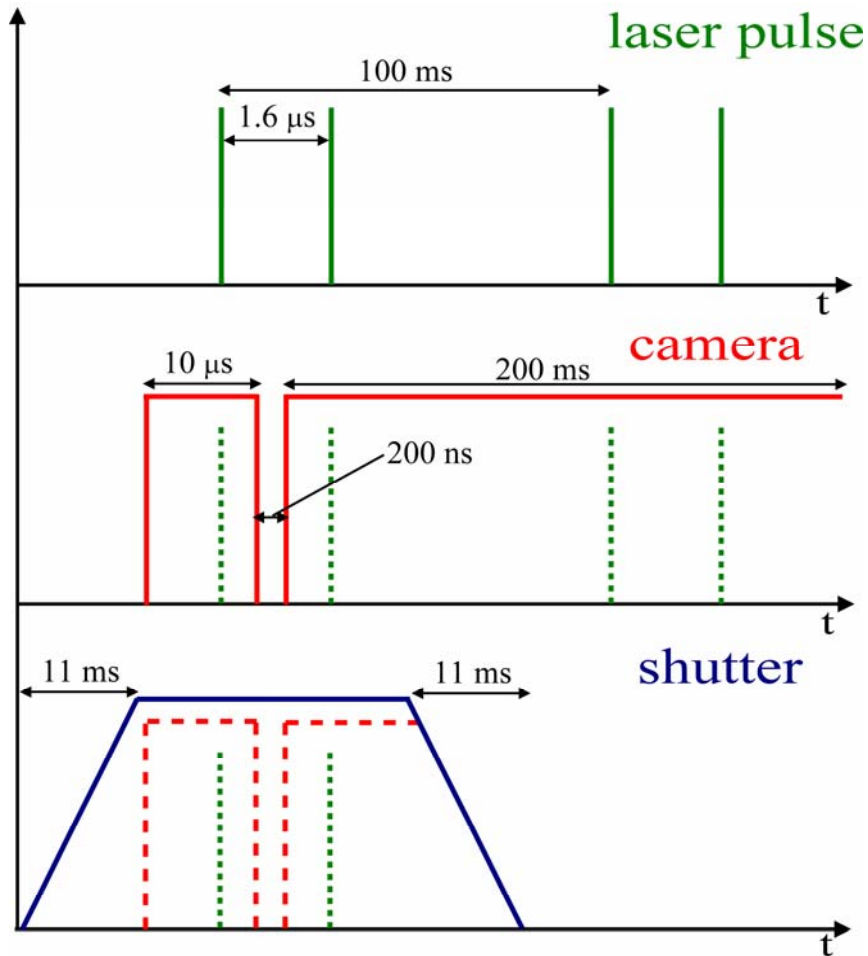 laser pulse
100 ms
1.6 μs
t
camera
10 μs
200 ms
200 ns
t
shutter
11 ms
11 ms
t